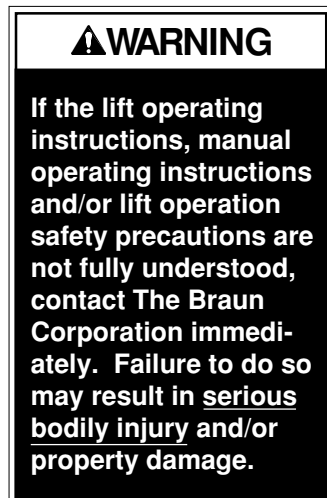 WARNING
If the lift operating
instructions, manual
operating instructions
and/or lift operation
safety precautions are
not fully understood,
contact The Braun
Corporation immedi-
ately.  Failure to do so
may result in serious
bodily injury and/or
property damage.